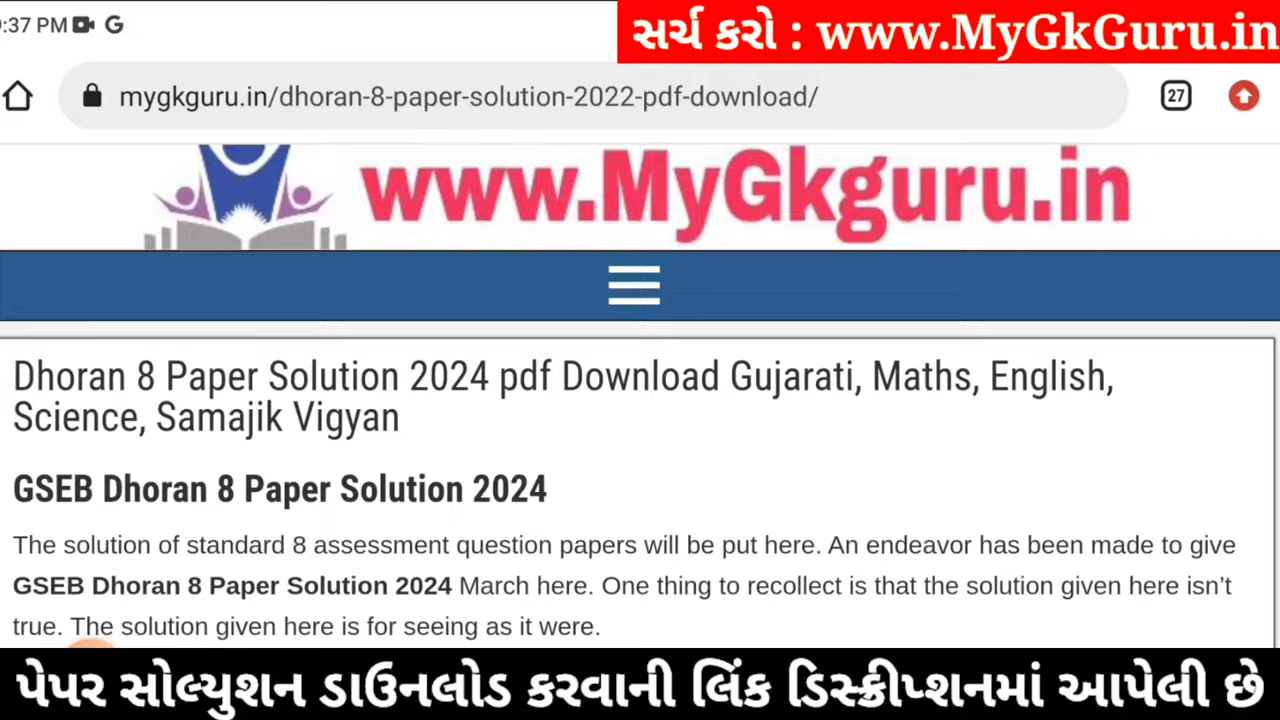 :37 PM G
સર્ચ કરો : www.MyGkGuru.in
mygkguru.in/dhoran-8-paper-solution-2022-pdf-download/
27
www.MyGkguru.in
Dhoran 8 Paper Solution 2024 pdf Download Gujarati, Maths, English,
Science, Samajik Vigyan
GSEB Dhoran 8 Paper Solution 2024
The solution of standard 8 assessment question papers will be put here. An endeavor has been made to give
GSEB Dhoran 8 Paper Solution 2024 March here. One thing to recollect is that the solution given here isn’t
true. The solution given here is for seeing as it were.
પેપર સોલ્યુશન ડાઉનલોડ કરવાની લિંક ડિસ્ક્રીપ્શનમાં આપેલી છે